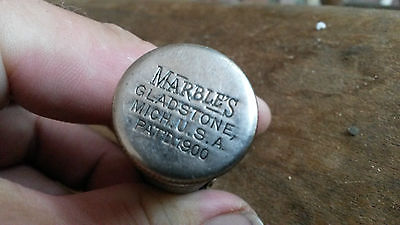 MARBLE'S
GLADSTONE,
MICH. U.S.A
PAT'D.1900